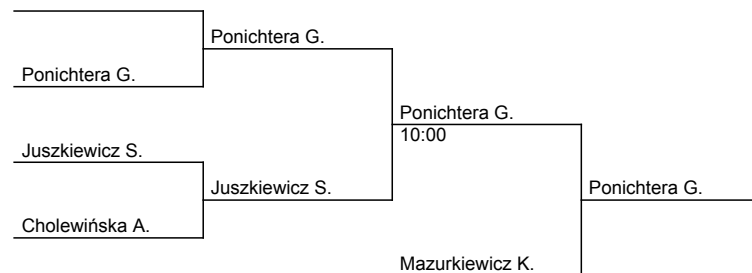 Ponichtera G.
Ponichtera G.
Ponichtera G.
10:00
Juszkiewicz S.
Juszkiewicz S.
Ponichtera G.
Cholewińska A.
Mazurkiewicz K.